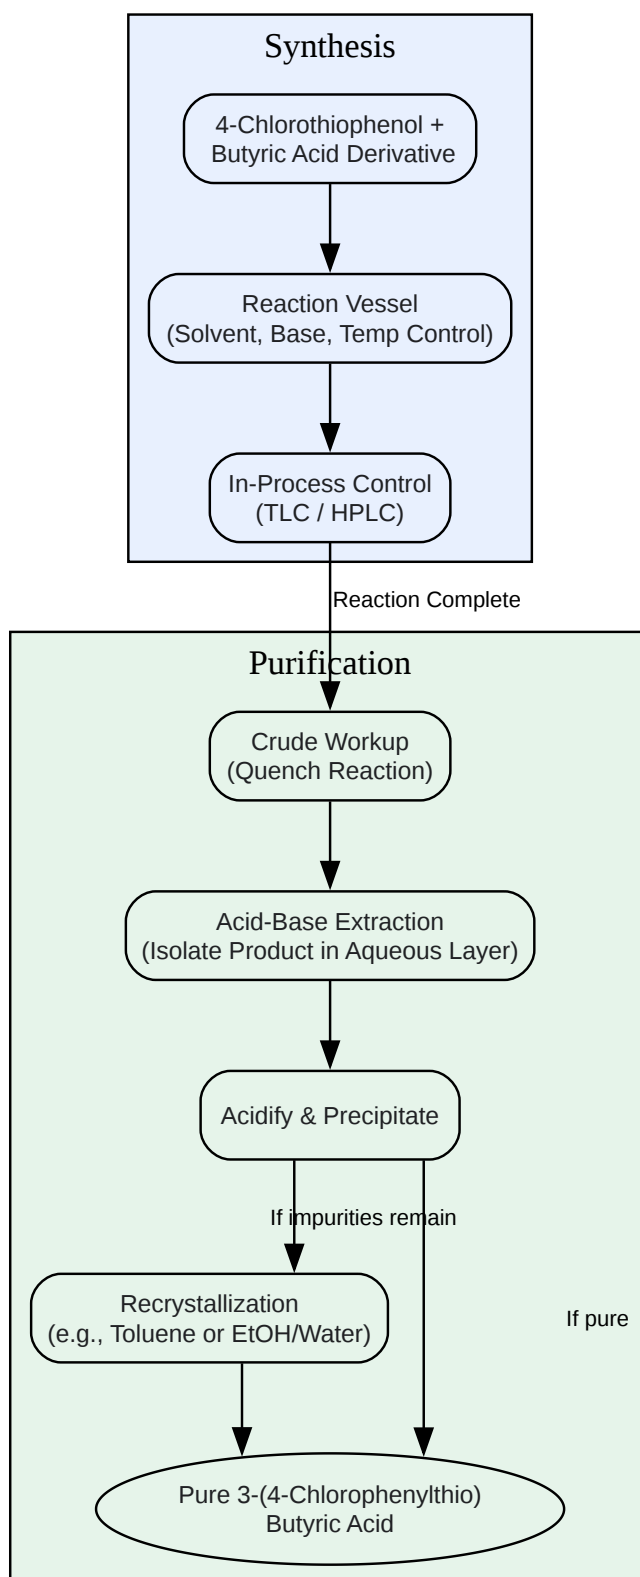 Synthesis
4-Chlorothiophenol +
Butyric Acid Derivative
Reaction Vessel
(Solvent, Base, Temp Control)
In-Process Control
(TLC / HPLC)
Reaction Complete
Purification
Crude Workup
(Quench Reaction)
Acid-Base Extraction
(Isolate Product in Aqueous Layer)
Acidify & Precipitate
If impurities remain
Recrystallization
(e.g., Toluene or EtOH/Water)
If pure
Pure 3-(4-Chlorophenylthio)
Butyric Acid